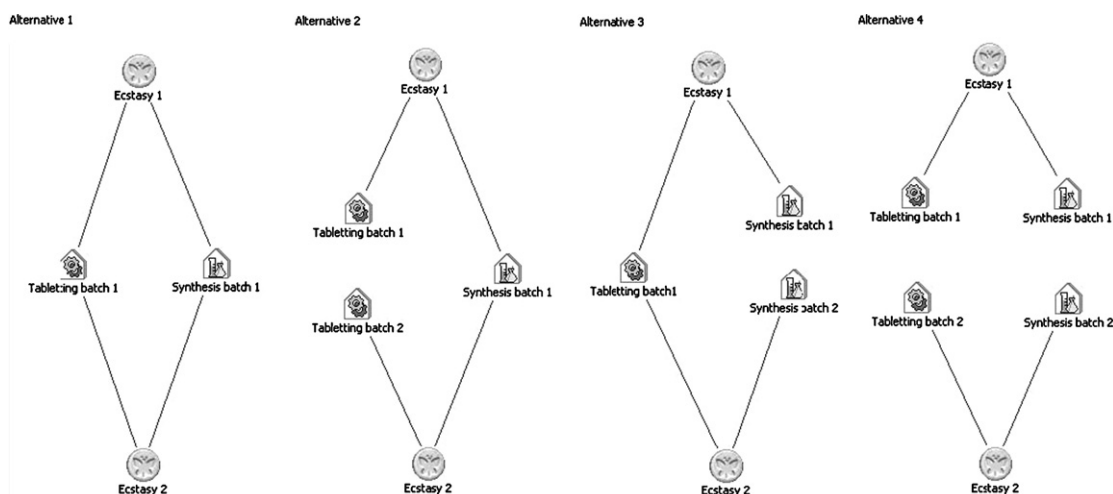 Alternative 1
Alternative 2
Alternative 3
Alternative 4
Ecstasy 1
Ecstasy 1
Ecstasy 1
Ecstasy 1
Tabletting batch 1
Synthesis batch 1
Tabletting batch 1
Tabletting batch 2
Synthesis batch 1
Synthesis batch 1
Tabletting batch1
Synthesis batch 2
Tabletting batch 1
Synthesis batch 1
Tabletting batch 2
Synthesis batch 2
Ecstasy 2
Ecstasy 2
Ecstasy 2
Ecstasy 2